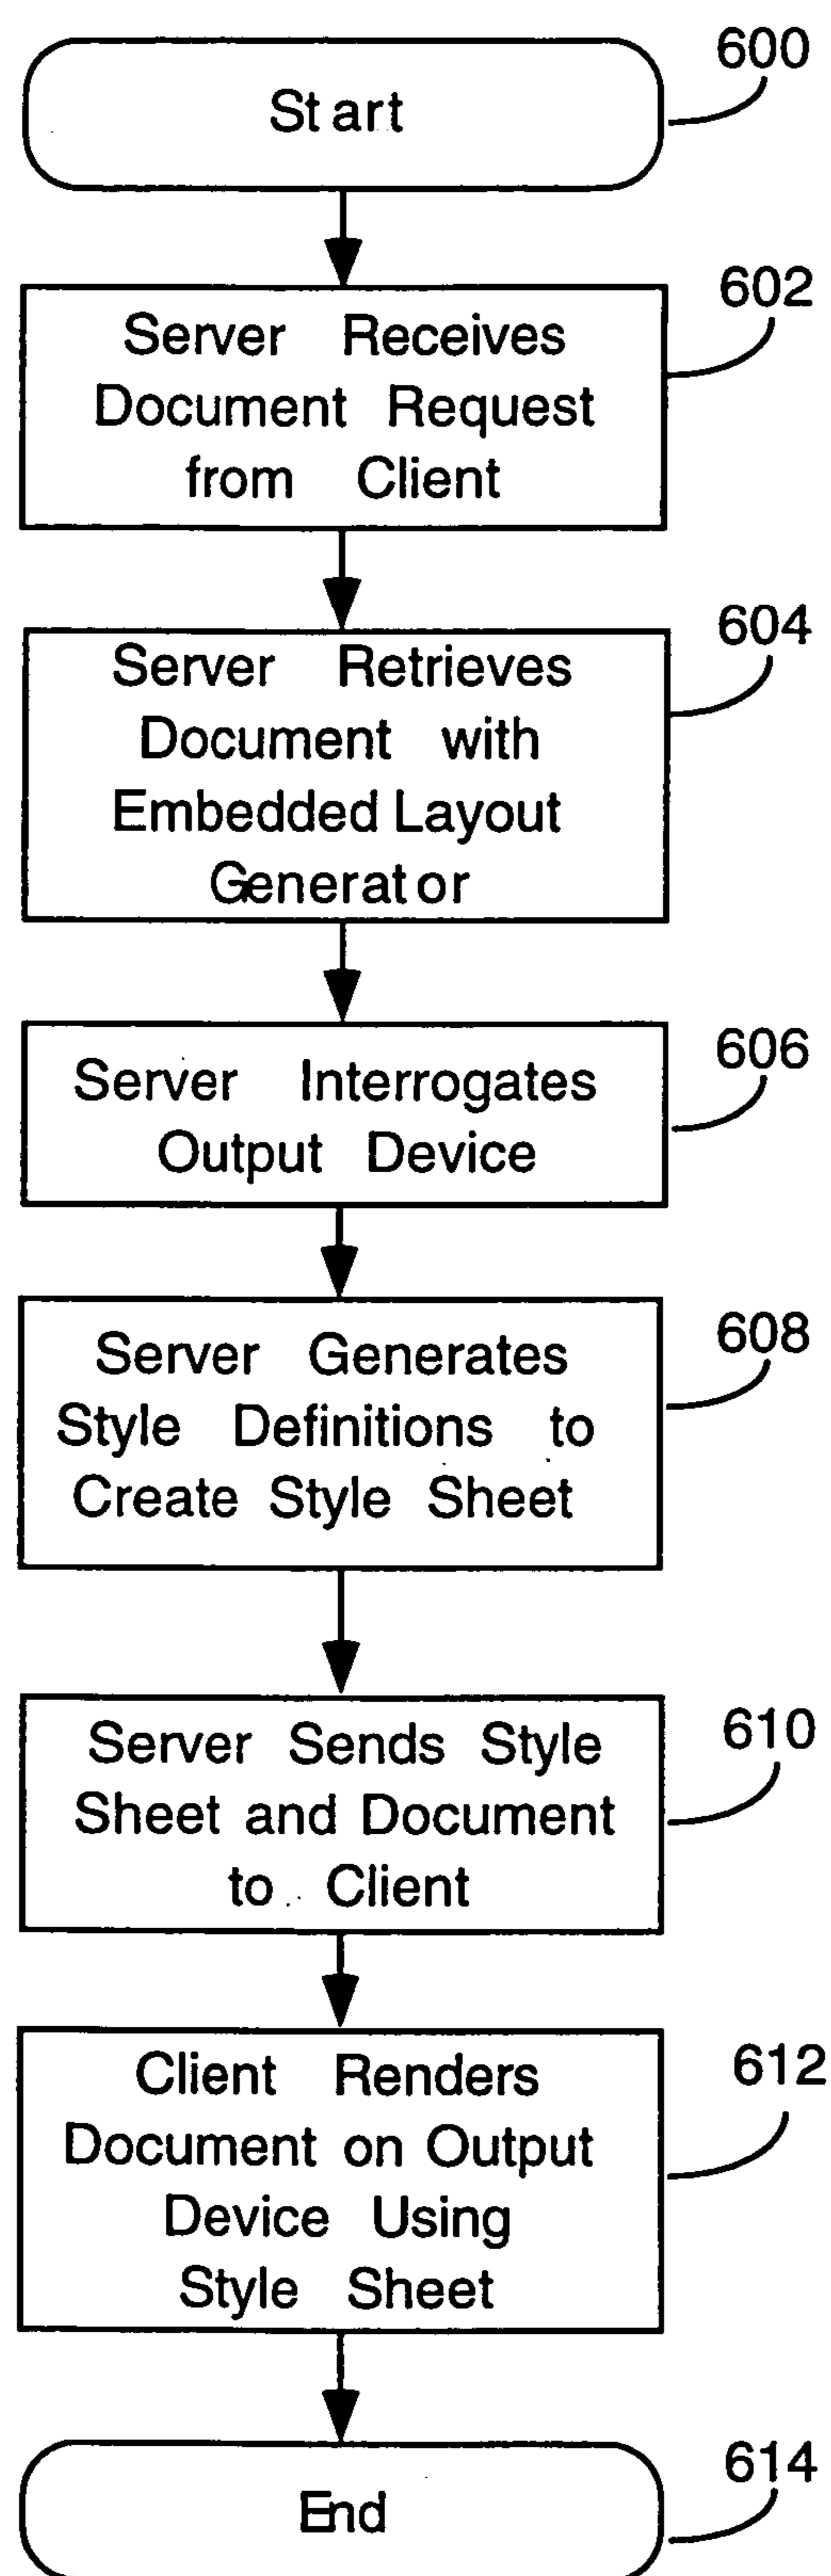 600
Start
602
Server Receives
Document Request
from Client
604
Server Retrieves
Document with
Embedded Layout
Generator
606
Server Interrogates
Output Device
608
Server Generates
Style Definitions to
Create Style Sheet
610
Server Sends Style
Sheet and Document
to Client
612
Client Renders
Document on Output
Device Using
Style Sheet
614
End